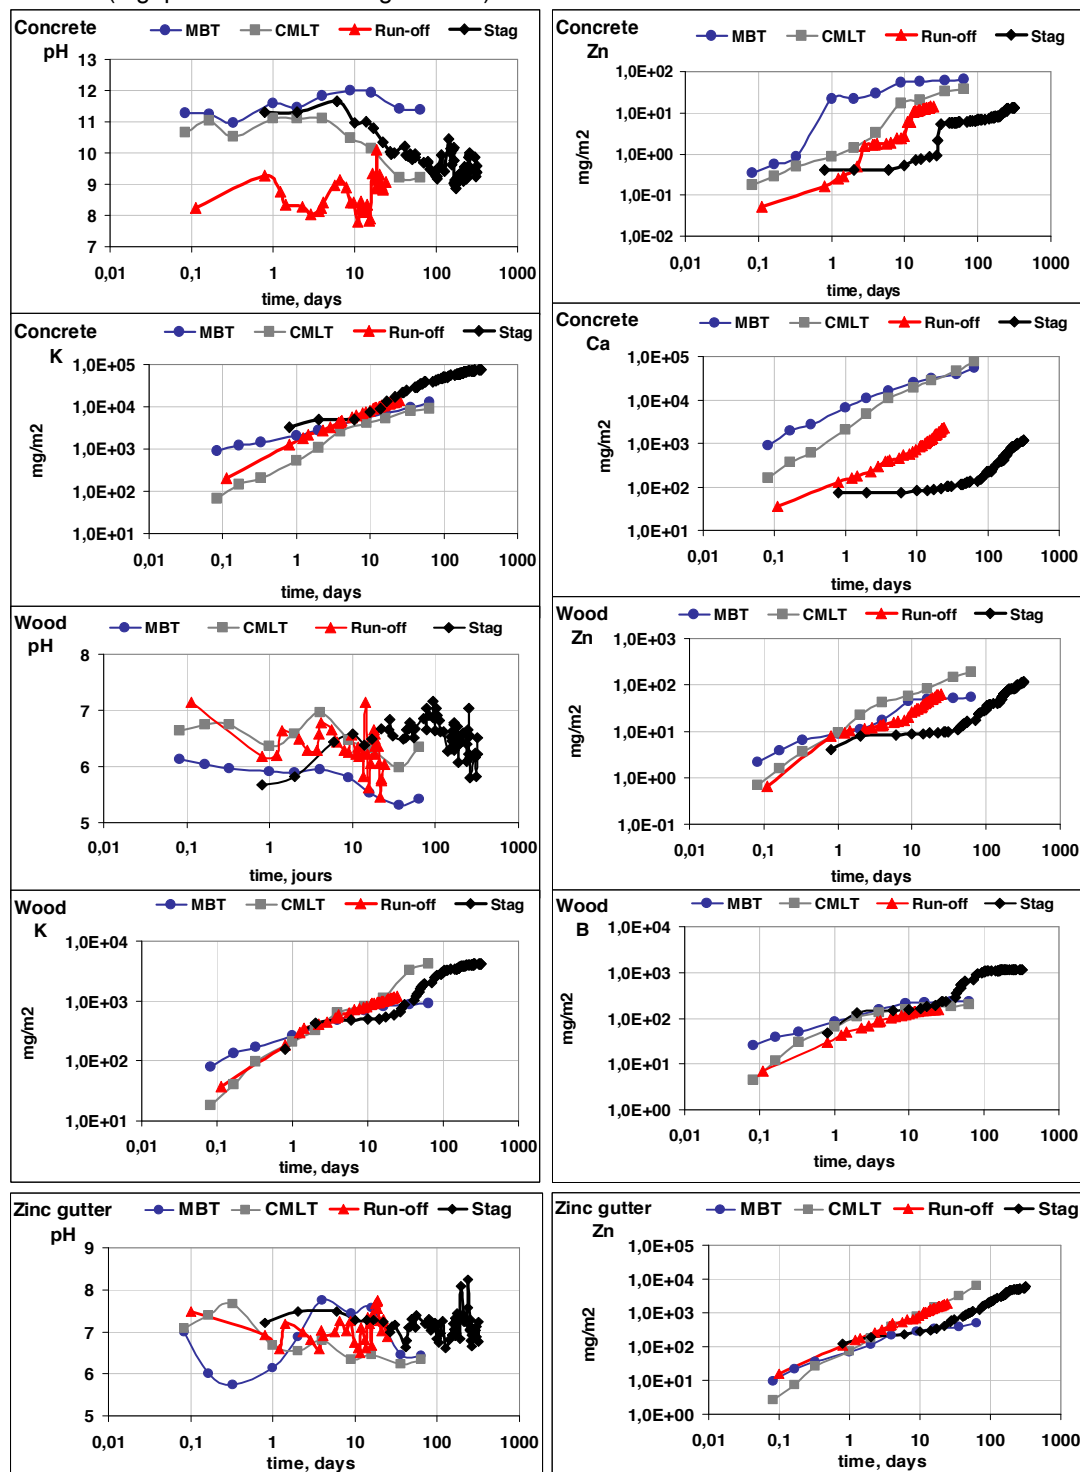 Concrete
pH
MBT CMLT Run-off Stag
13
12
11
10
9
8
7
0,01 0,1 1 10 100 1000
time, days
Concrete
Zn
MBT CMLT Run-off Stag
mg/m2
1,0E+02
1,0E+01
1,0E+00
1,0E-01
1,0E-02
0,01 0,1 1 10 100 1000
time, days
Concrete
K
MBT CMLT Run-off Stag
mg/m2
1,0E+05
1,0E+04
1,0E+03
1,0E+02
1,0E+01
0,01 0,1 1 10 100 1000
time, days
Concrete
Ca
MBT CMLT Run-off Stag
mg/m2
1,0E+05
1,0E+04
1,0E+03
1,0E+02
1,0E+01
0,01 0,1 1 10 100 1000
time, days
Wood
pH
MBT CMLT Run-off Stag
8
7
6
5
0,01 0,1 1 10 100 1000
time, jours
Wood
Zn
MBT CMLT Run-off Stag
mg/m2
1,0E+03
1,0E+02
1,0E+01
1,0E+00
1,0E-01
0,01 0,1 1 10 100 1000
time, days
Wood
K
MBT CMLT Run-off Stag
mg/m2
1,0E+04
1,0E+03
1,0E+02
1,0E+01
0,01 0,1 1 10 100 1000
time, days
Wood
B
MBT CMLT Run-off Stag
mg/m2
1,0E+04
1,0E+03
1,0E+02
1,0E+01
1,0E+00
0,01 0,1 1 10 100 1000
time, days
Zinc gutter
pH
MBT CMLT Run-off Stag
9
8
7
6
5
0,01 0,1 1 10 100 1000
time, days
Zinc gutter
Zn
MBT CMLT Run-off Stag
mg/m2
1,0E+05
1,0E+04
1,0E+03
1,0E+02
1,0E+01
1,0E+00
0,01 0,1 1 10 100 1000
time, days